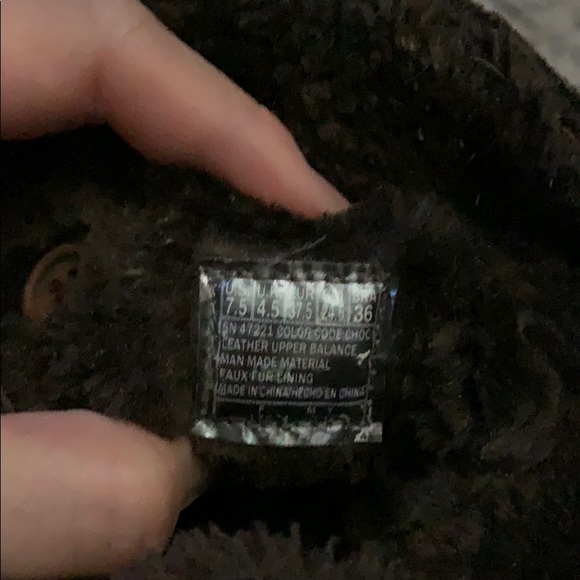 7.5 4.5 37.5 24.5 36
SN 47221 COLOR CODE CHOC
LEATHER UPPER BALANCE
MAN MADE MATERIAL
FAUX FUR LINING
MADE IN CHINA/HECHO EN CHINA